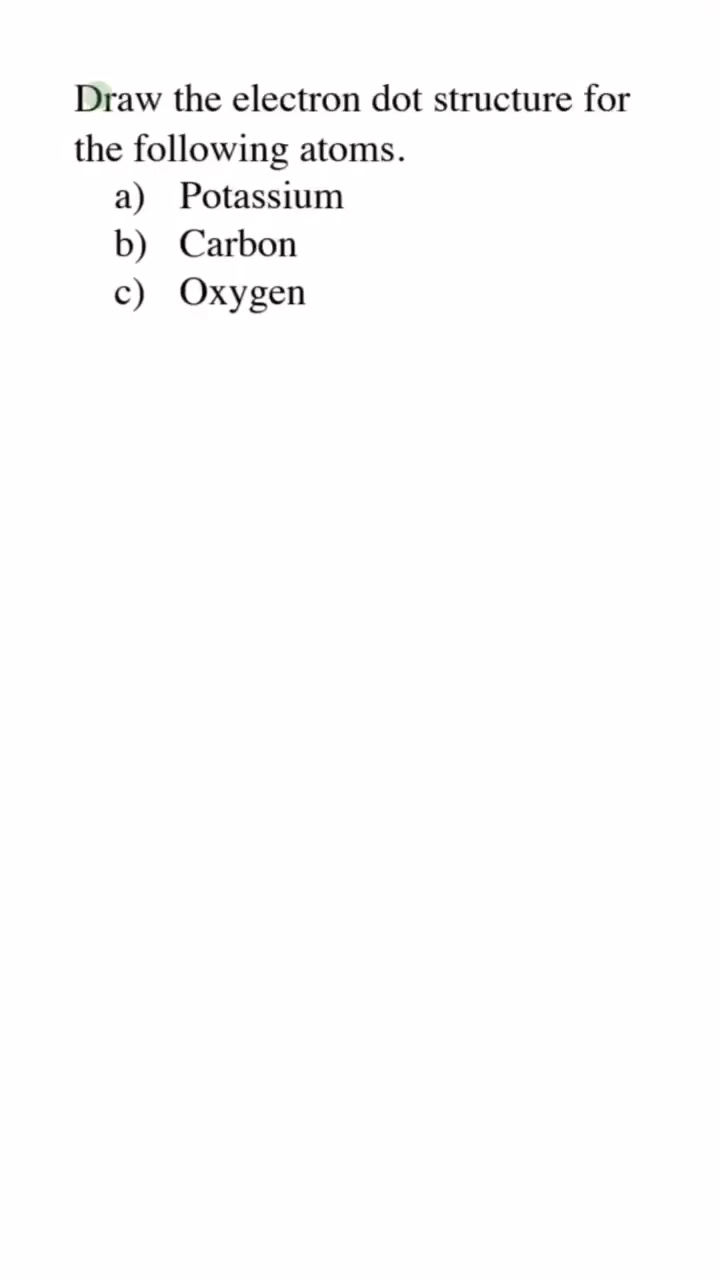 Draw the electron dot structure for
the following atoms.
a) Potassium
b) Carbon
c) Oxygen